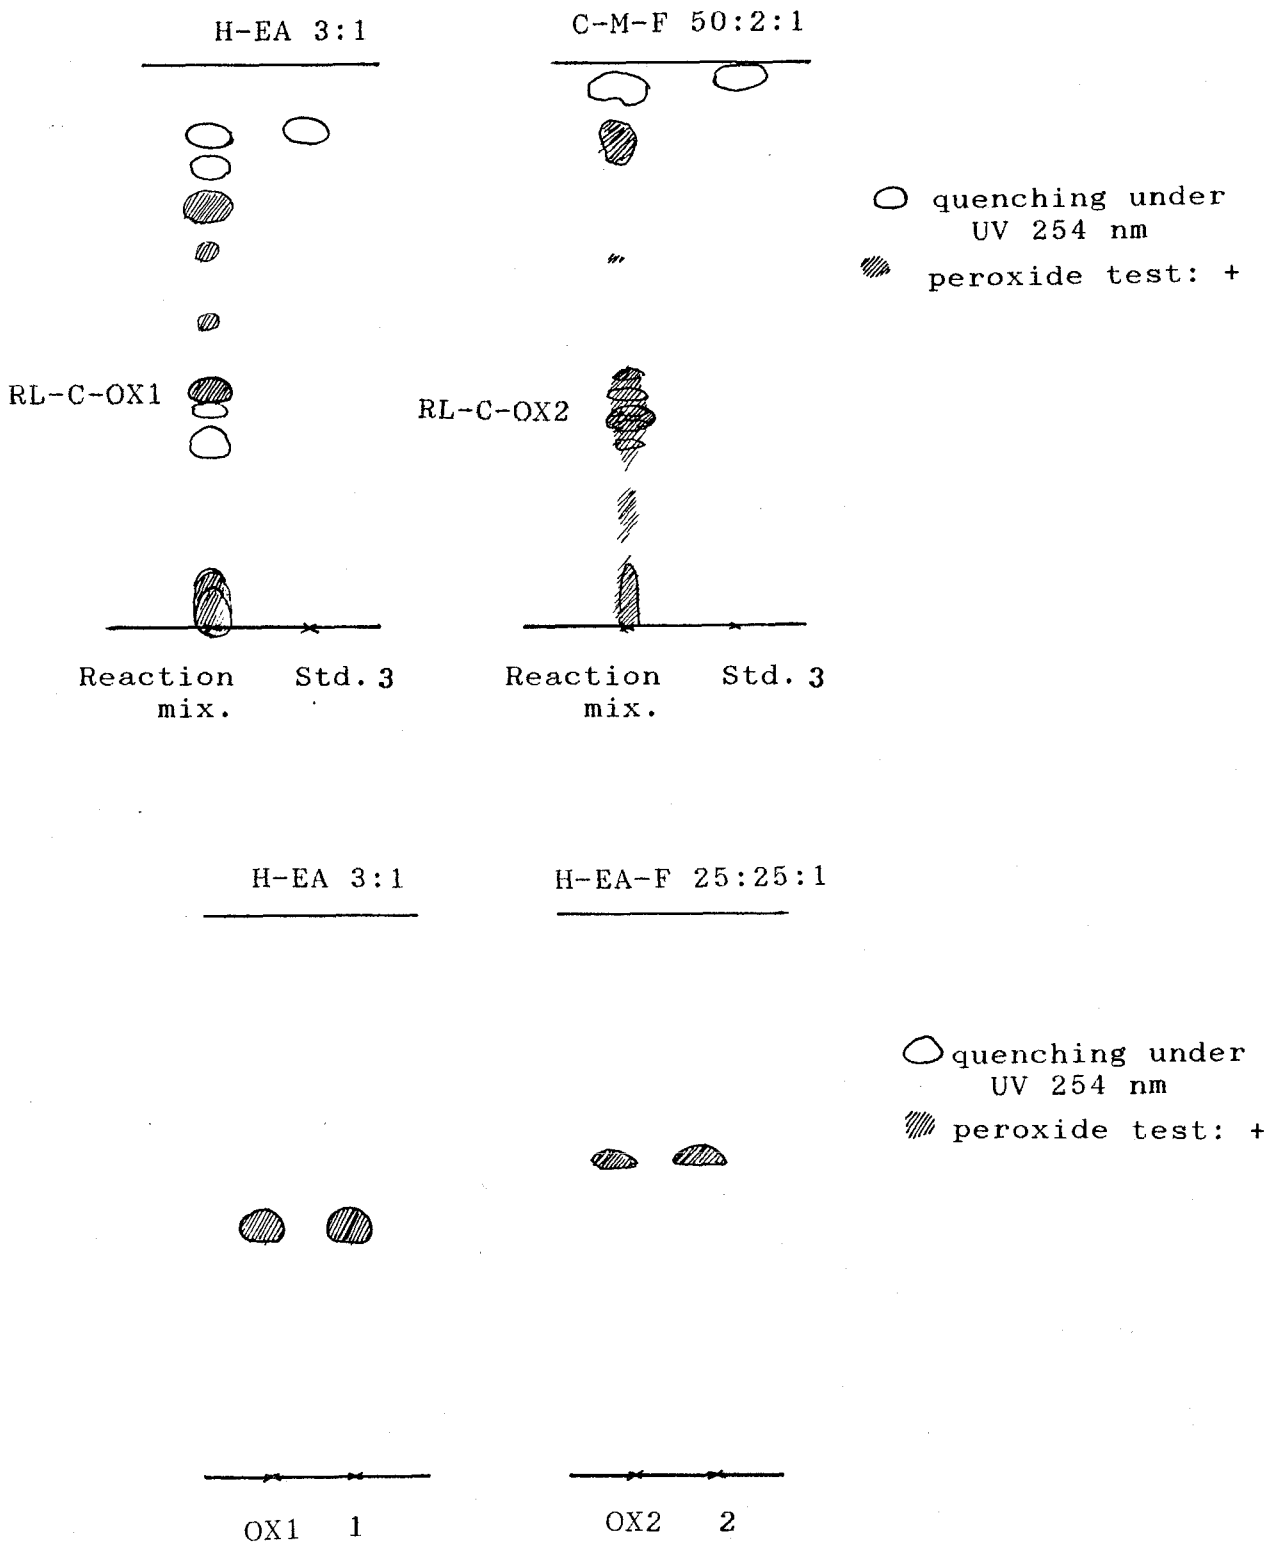 H-EA 3:1
C-M-F 50:2:1
quenching under
UV 254 nm
peroxide test: +
RL-C-OX1
RL-C-OX2
Reaction
mix.
Std. 3
Reaction
mix.
Std. 3
H-EA 3:1
H-EA-F 25:25:1
quenching under
UV 254 nm
peroxide test: +
OX1 1
OX2 2